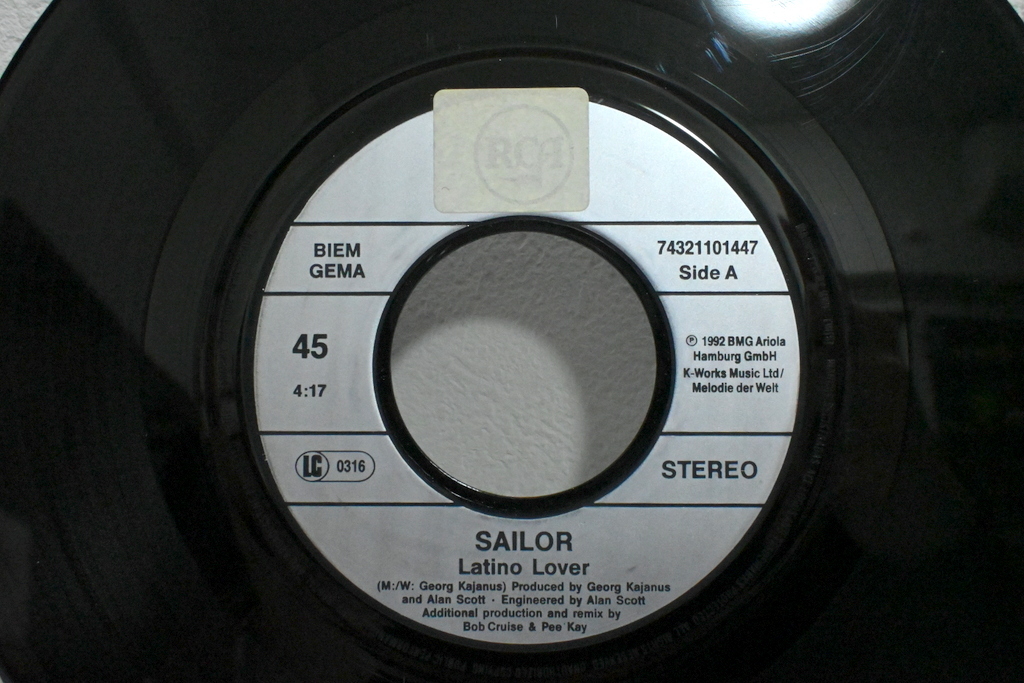 RCA
BIEM
GEMA
74321101447
Side A
45
4:17
℗ 1992 BMG Ariola
Hamburg GmbH
K-Works Music Ltd/
Melodie der Welt
LC 0316
STEREO
SAILOR
Latino Lover
(M:/W: Georg Kajanus) Produced by Georg Kajanus
and Alan Scott · Engineered by Alan Scott
Additional production and remix by
Bob Cruise & Pee Kay